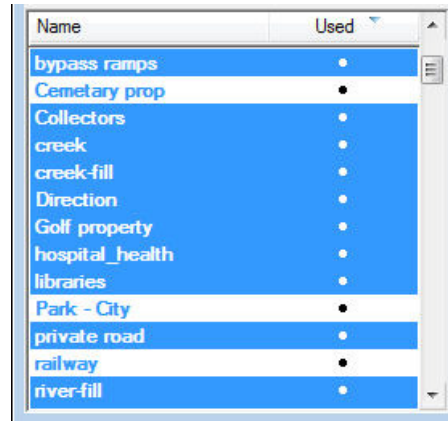 Name Used
bypass ramps
Cemetary prop
Collectors
creek
creek-fill
Direction
Golf property
hospital_health
libraries
Park - City
private road
railway
river-fill